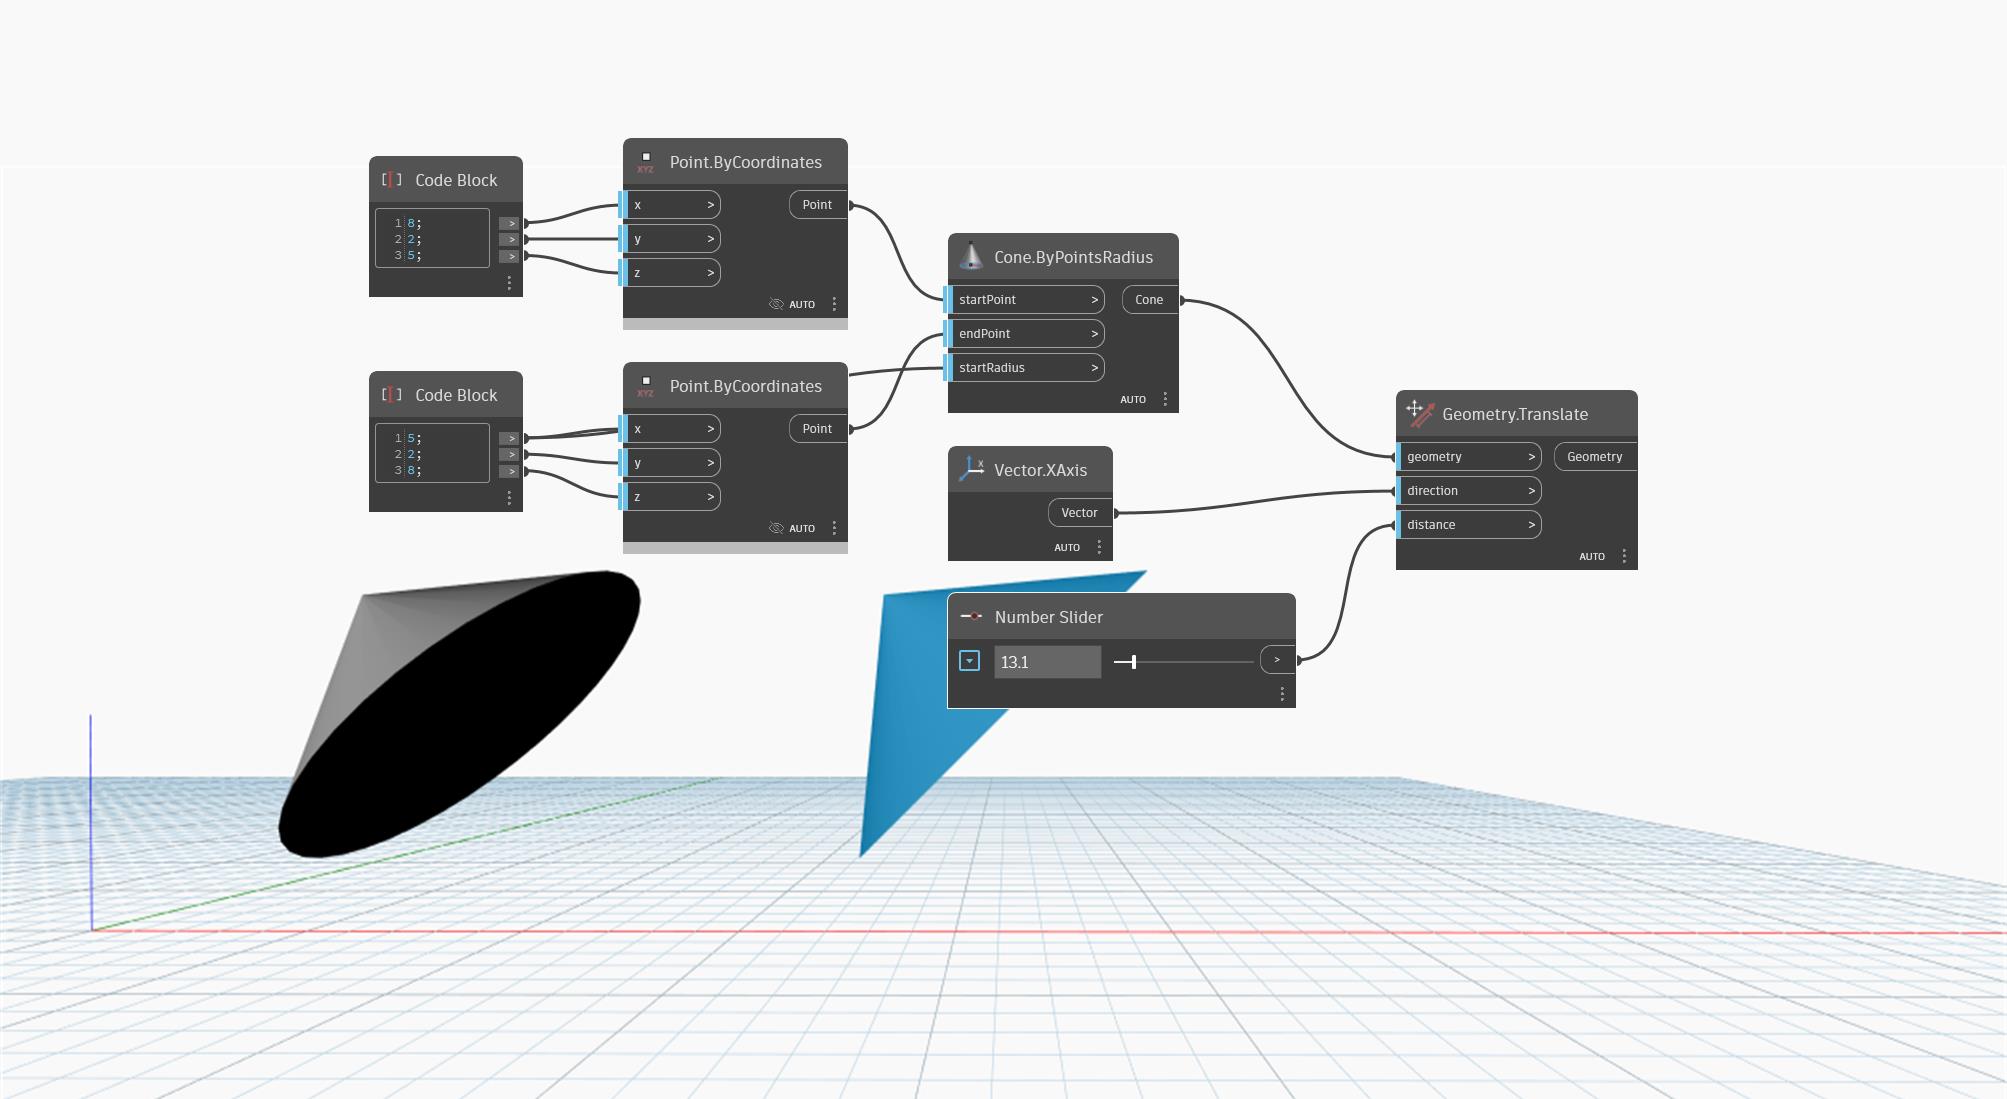 Code Block
1 8;
2 2;
3 5;
>
>
>
XYZ
Point.ByCoordinates
x >
y >
z >
Point
AUTO
Cone.ByPointsRadius
startPoint >
endPoint >
startRadius >
Cone
AUTO
Code Block
1 5;
2 2;
3 8;
>
>
>
XYZ
Point.ByCoordinates
x >
y >
z >
Point
AUTO
X
Vector.XAxis
Vector
AUTO
Geometry.Translate
geometry >
direction >
distance >
Geometry
AUTO
Number Slider
13.1
>